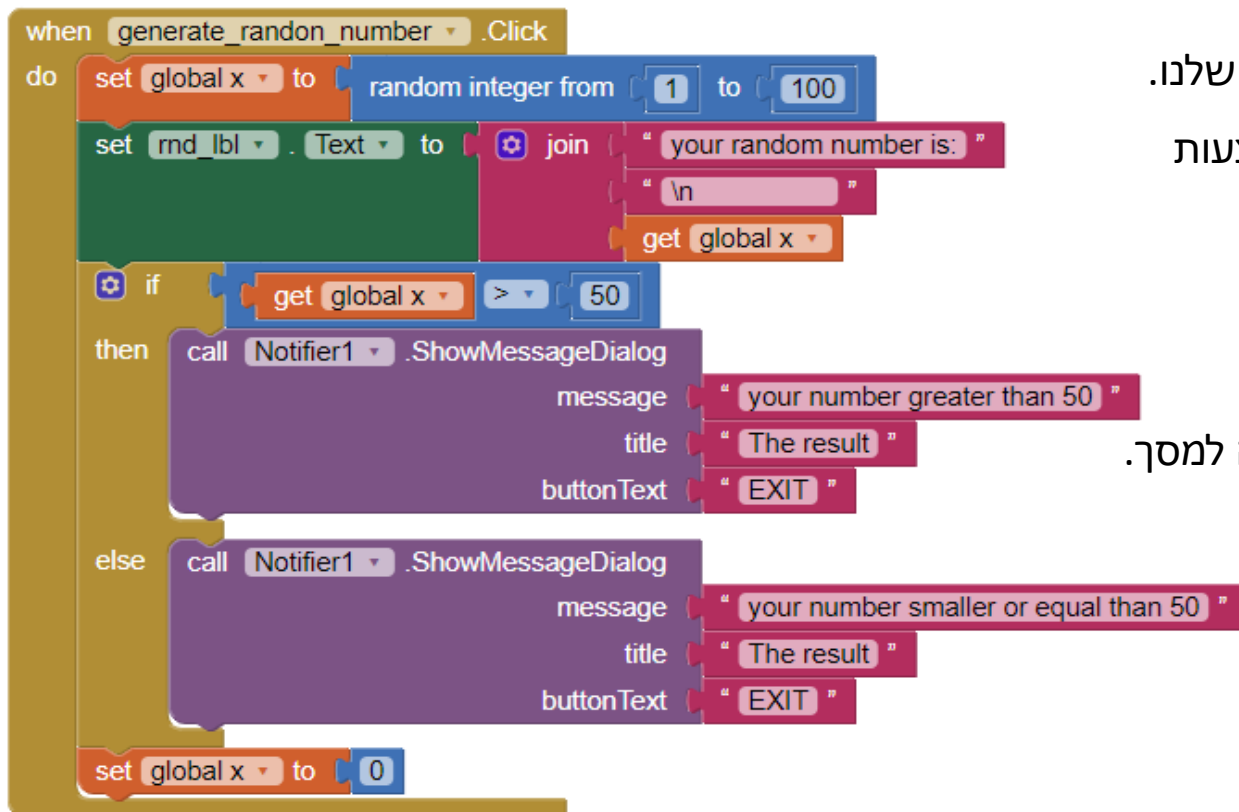 when generate_randon_number .Click
do set global x to random integer from 1 to 100
שלנו.
set rnd_lbl . Text to join " your random number is: "
" \n "
get global x
if get global x > 50
then call Notifier1 .ShowMessageDialog
message " your number greater than 50 "
title " The result "
למסך.
buttonText " EXIT "
else call Notifier1 .ShowMessageDialog
message " your number smaller or equal than 50 "
title " The result "
buttonText " EXIT "
set global x to 0